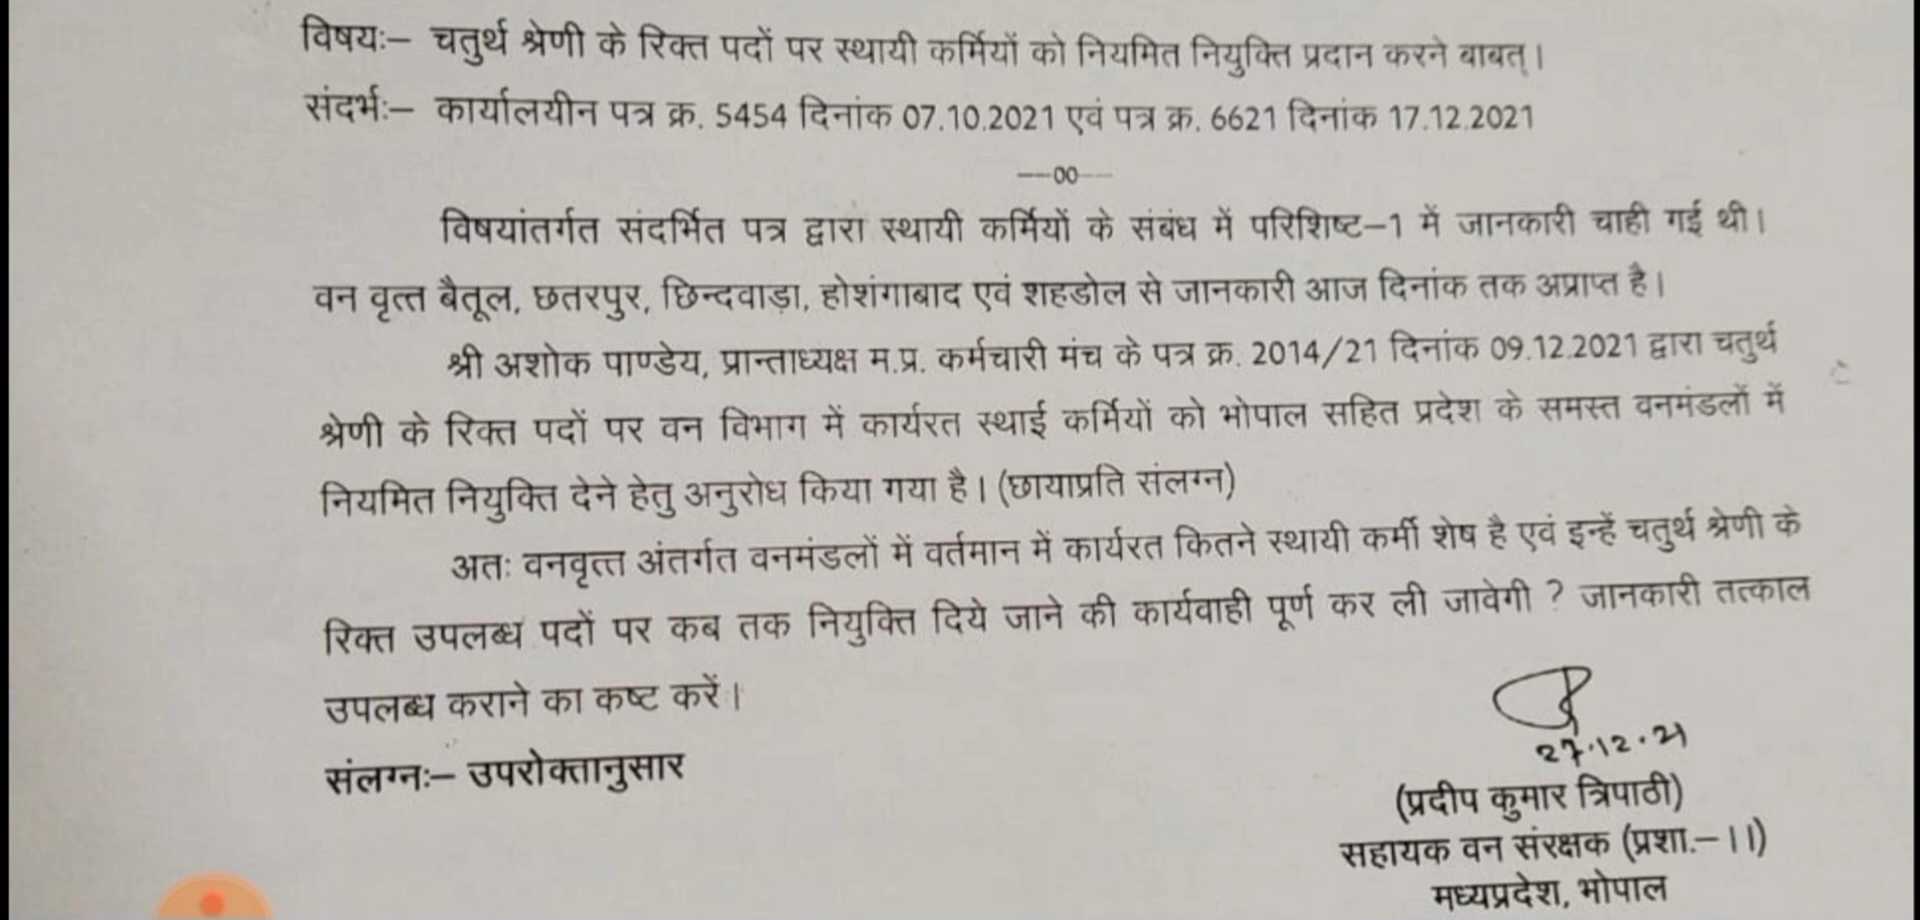 विषयः– चतुर्थ श्रेणी के रिक्त पदों पर स्थायी कर्मियों को नियमित नियुक्ति प्रदान करने बाबत्।
संदर्भः– कार्यालयीन पत्र क्र. 5454 दिनांक 07.10.2021 एवं पत्र क्र. 6621 दिनांक 17.12.2021
—00—
विषयांतर्गत संदर्भित पत्र द्वारा स्थायी कर्मियों के संबंध में परिशिष्ट–1 में जानकारी चाही गई थी।
वन वृत्त बैतूल, छतरपुर, छिन्दवाड़ा, होशंगाबाद एवं शहडोल से जानकारी आज दिनांक तक अप्राप्त है।
श्री अशोक पाण्डेय, प्रान्ताध्यक्ष म.प्र. कर्मचारी मंच के पत्र क्र. 2014/21 दिनांक 09.12.2021 द्वारा चतुर्थ
श्रेणी के रिक्त पदों पर वन विभाग में कार्यरत स्थाई कर्मियों को भोपाल सहित प्रदेश के समस्त वनमंडलों में
नियमित नियुक्ति देने हेतु अनुरोध किया गया है। (छायाप्रति संलग्न)
अतः वनवृत्त अंतर्गत वनमंडलों में वर्तमान में कार्यरत कितने स्थायी कर्मी शेष है एवं इन्हें चतुर्थ श्रेणी के
रिक्त उपलब्ध पदों पर कब तक नियुक्ति दिये जाने की कार्यवाही पूर्ण कर ली जावेगी ? जानकारी तत्काल
उपलब्ध कराने का कष्ट करें।
संलग्नः– उपरोक्तानुसार
27.12.21
(प्रदीप कुमार त्रिपाठी)
सहायक वन संरक्षक (प्रशा.–।।)
मध्यप्रदेश, भोपाल